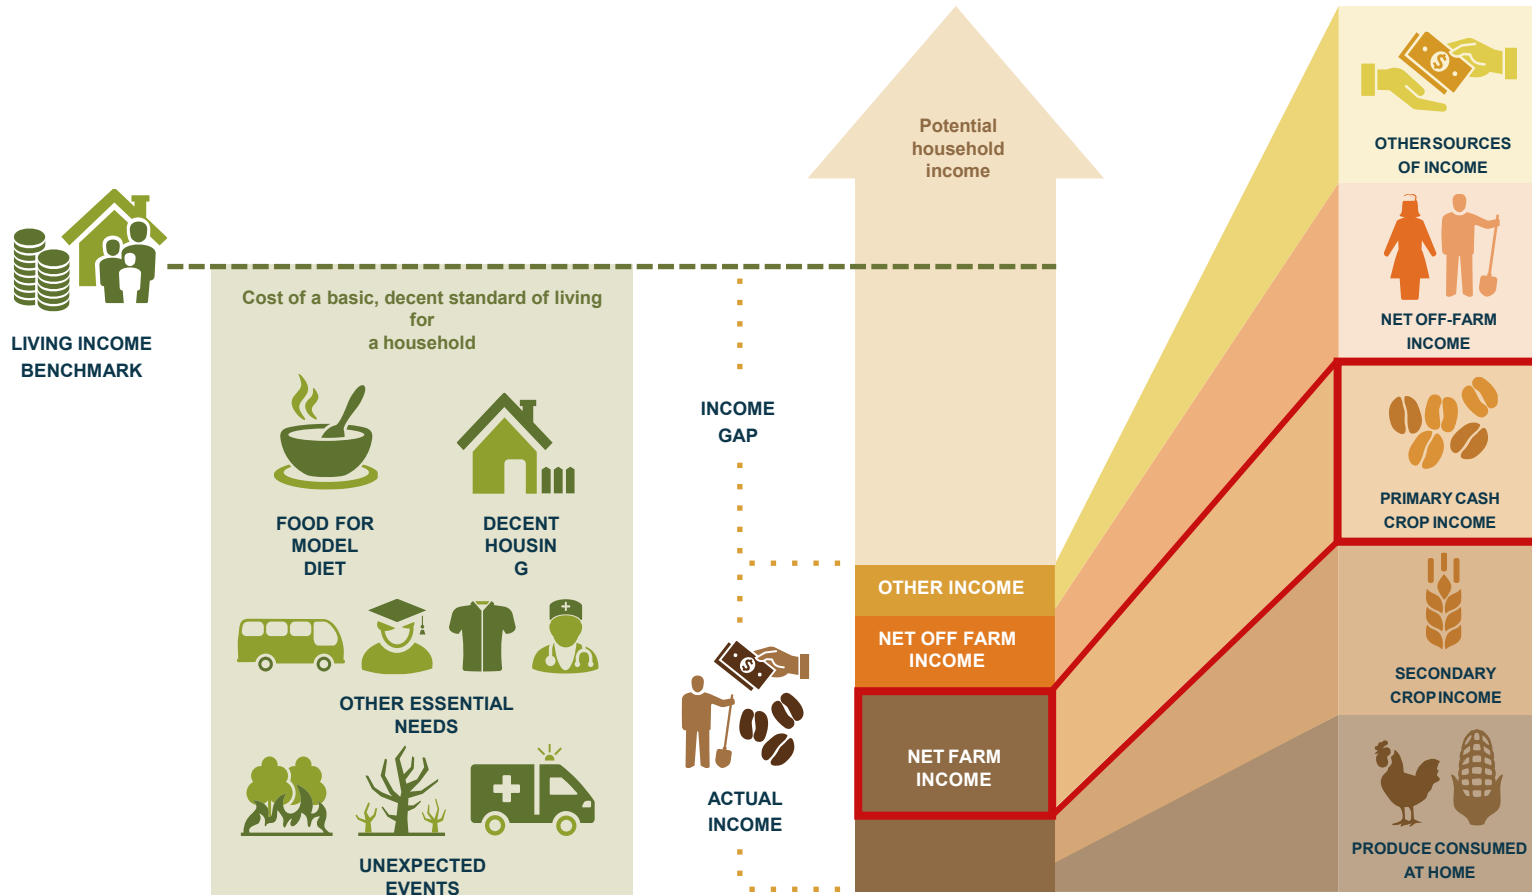 LIVING INCOME
BENCHMARK
Cost of a basic, decent standard of living
for
a household
FOOD FOR
MODEL
DIET
DECENT
HOUSIN
G
OTHER ESSENTIAL
NEEDS
UNEXPECTED
EVENTS
INCOME
GAP
ACTUAL
INCOME
Potential
household
income
OTHER INCOME
NET OFF FARM
INCOME
NET FARM
INCOME
OTHER SOURCES
OF INCOME
NET OFF-FARM
INCOME
PRIMARY CASH
CROP INCOME
SECONDARY
CROP INCOME
PRODUCE CONSUMED
AT HOME